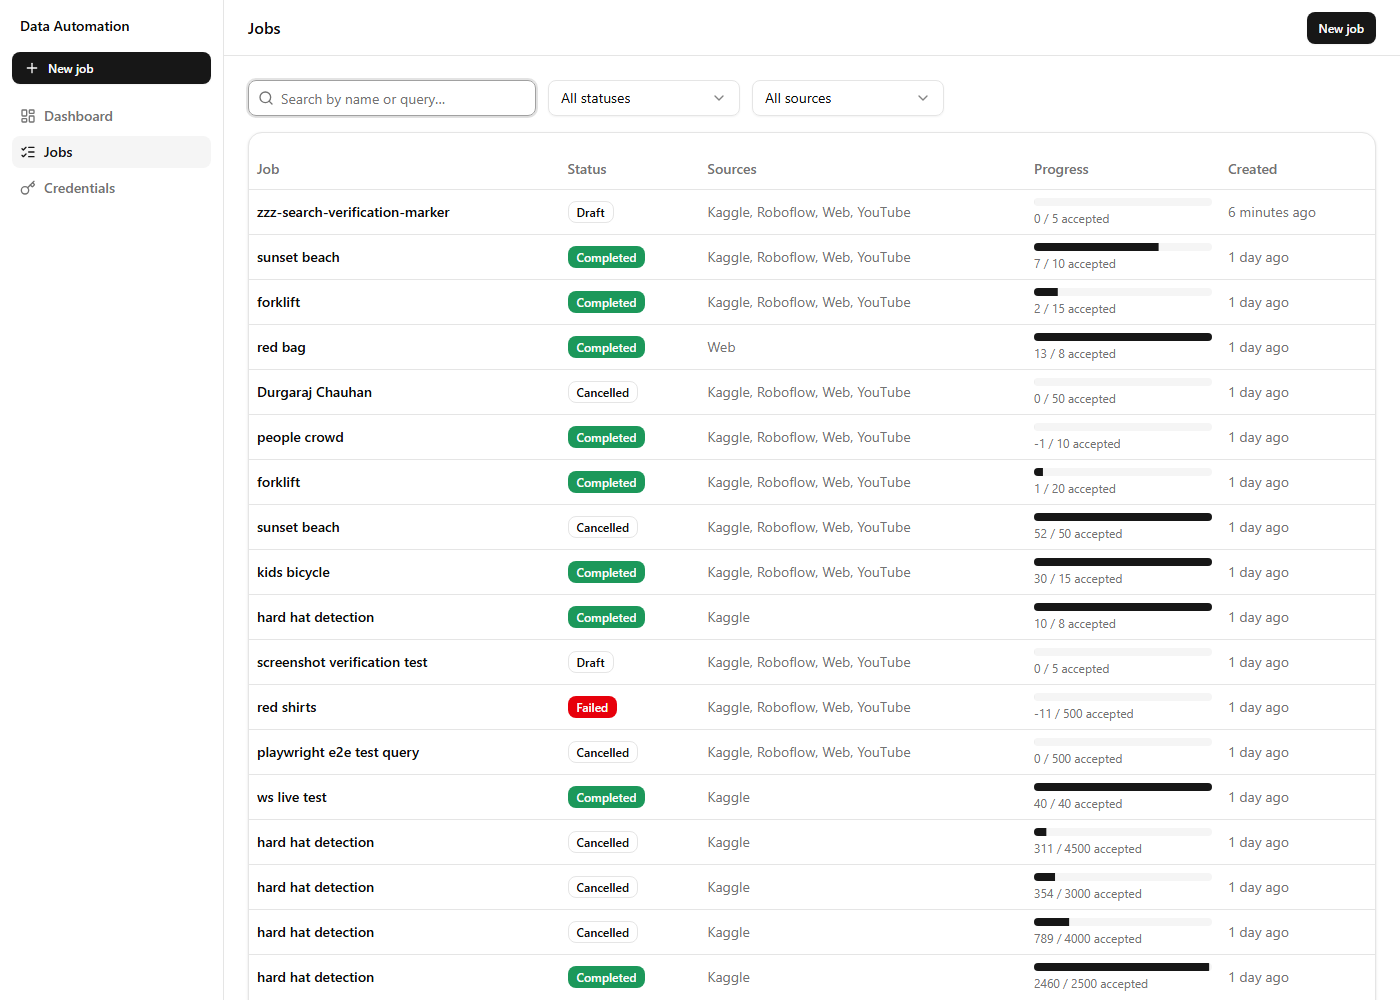 Data Automation
New job
Dashboard
Jobs
Credentials
Jobs
New job
Search by name or query...
All statuses
All sources
Job Status Sources Progress Created
zzz-search-verification-marker Draft Kaggle, Roboflow, Web, YouTube 0 / 5 accepted 6 minutes ago
sunset beach Completed Kaggle, Roboflow, Web, YouTube 7 / 10 accepted 1 day ago
forklift Completed Kaggle, Roboflow, Web, YouTube 2 / 15 accepted 1 day ago
red bag Completed Web 13 / 8 accepted 1 day ago
Durgaraj Chauhan Cancelled Kaggle, Roboflow, Web, YouTube 0 / 50 accepted 1 day ago
people crowd Completed Kaggle, Roboflow, Web, YouTube -1 / 10 accepted 1 day ago
forklift Completed Kaggle, Roboflow, Web, YouTube 1 / 20 accepted 1 day ago
sunset beach Cancelled Kaggle, Roboflow, Web, YouTube 52 / 50 accepted 1 day ago
kids bicycle Completed Kaggle, Roboflow, Web, YouTube 30 / 15 accepted 1 day ago
hard hat detection Completed Kaggle 10 / 8 accepted 1 day ago
screenshot verification test Draft Kaggle, Roboflow, Web, YouTube 0 / 5 accepted 1 day ago
red shirts Failed Kaggle, Roboflow, Web, YouTube -11 / 500 accepted 1 day ago
playwright e2e test query Cancelled Kaggle, Roboflow, Web, YouTube 0 / 500 accepted 1 day ago
ws live test Completed Kaggle 40 / 40 accepted 1 day ago
hard hat detection Cancelled Kaggle 311 / 4500 accepted 1 day ago
hard hat detection Cancelled Kaggle 354 / 3000 accepted 1 day ago
hard hat detection Cancelled Kaggle 789 / 4000 accepted 1 day ago
hard hat detection Completed Kaggle 2460 / 2500 accepted 1 day ago